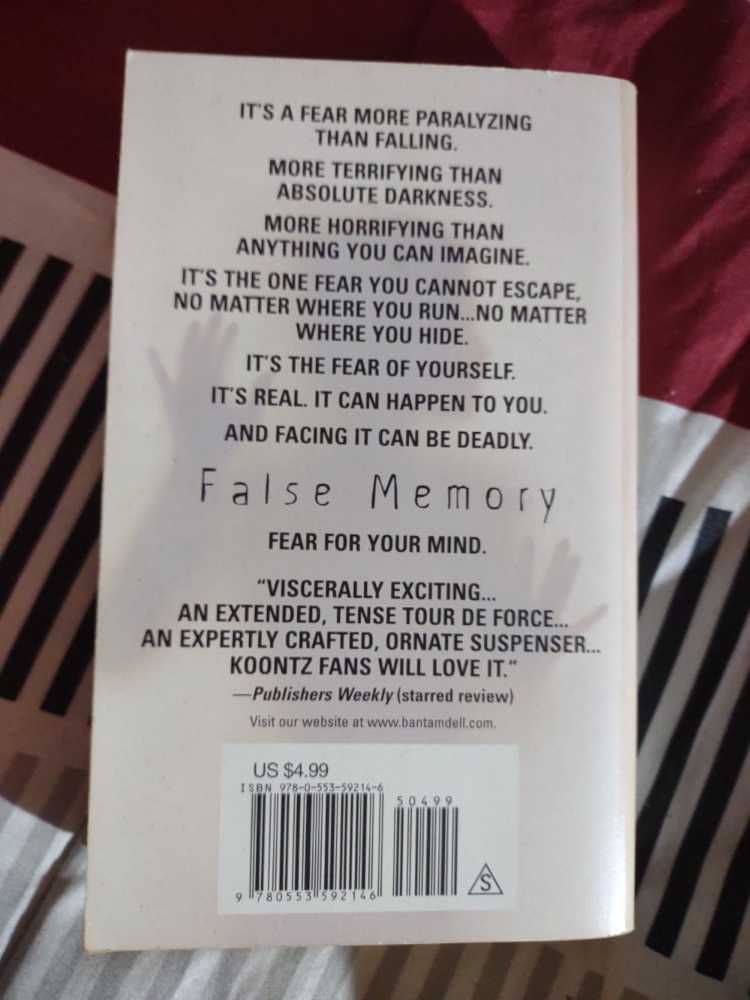 IT'S A FEAR MORE PARALYZING
THAN FALLING.
MORE TERRIFYING THAN
ABSOLUTE DARKNESS.
MORE HORRIFYING THAN
ANYTHING YOU CAN IMAGINE.
IT'S THE ONE FEAR YOU CANNOT ESCAPE,
NO MATTER WHERE YOU RUN...NO MATTER
WHERE YOU HIDE.
IT'S THE FEAR OF YOURSELF.
IT'S REAL. IT CAN HAPPEN TO YOU.
AND FACING IT CAN BE DEADLY.
False Memory
FEAR FOR YOUR MIND.
"VISCERALLY EXCITING...
AN EXTENDED, TENSE TOUR DE FORCE...
AN EXPERTLY CRAFTED, ORNATE SUSPENSER...
KOONTZ FANS WILL LOVE IT."
—Publishers Weekly (starred review)
Visit our website at www.bantamdell.com.
US $4.99
ISBN 978-0-553-59214-6
50499
9 780553 592146
S